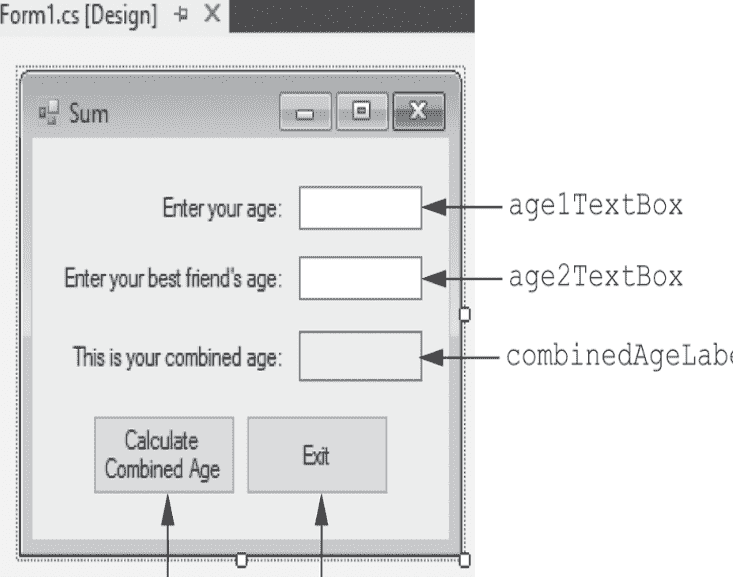 Form1.cs [Design]
Sum
Enter your age:
age1TextBox
Enter your best friend's age:
age2TextBox
This is your combined age:
combinedAgeLabe
Calculate
Combined Age
Exit